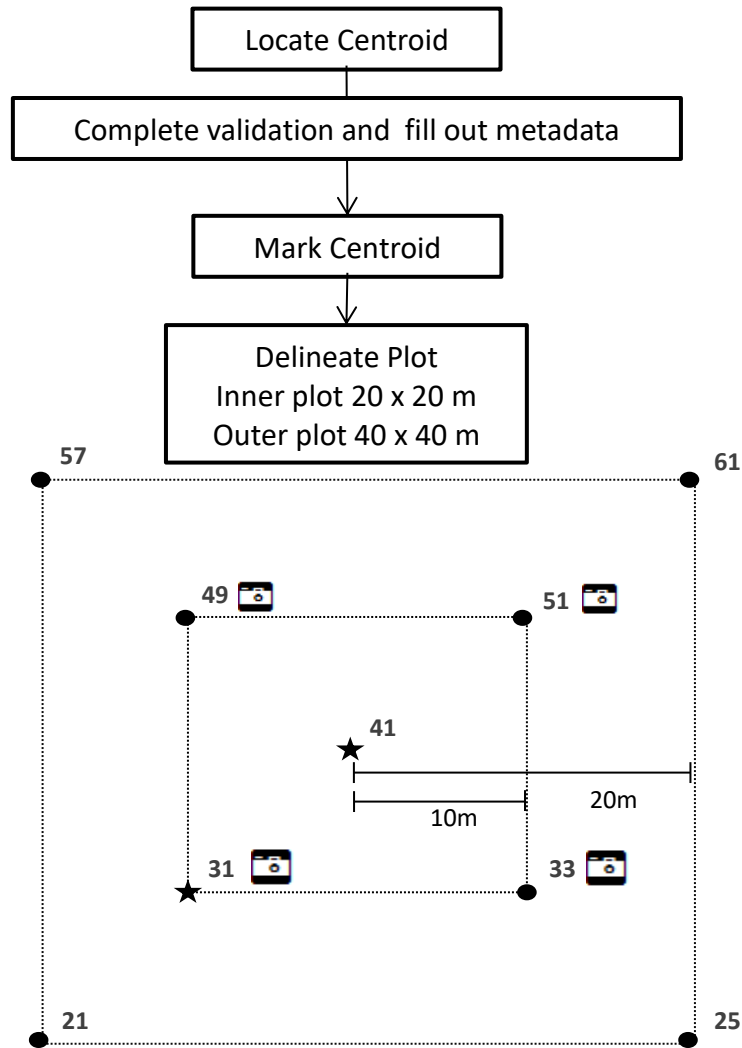 Locate Centroid
Complete validation and  fill out metadata
Mark Centroid
Delineate Plot
Inner plot 20 x 20 m
Outer plot 40 x 40 m
57
61
49
51
41
20m
10m
31
33
21
25